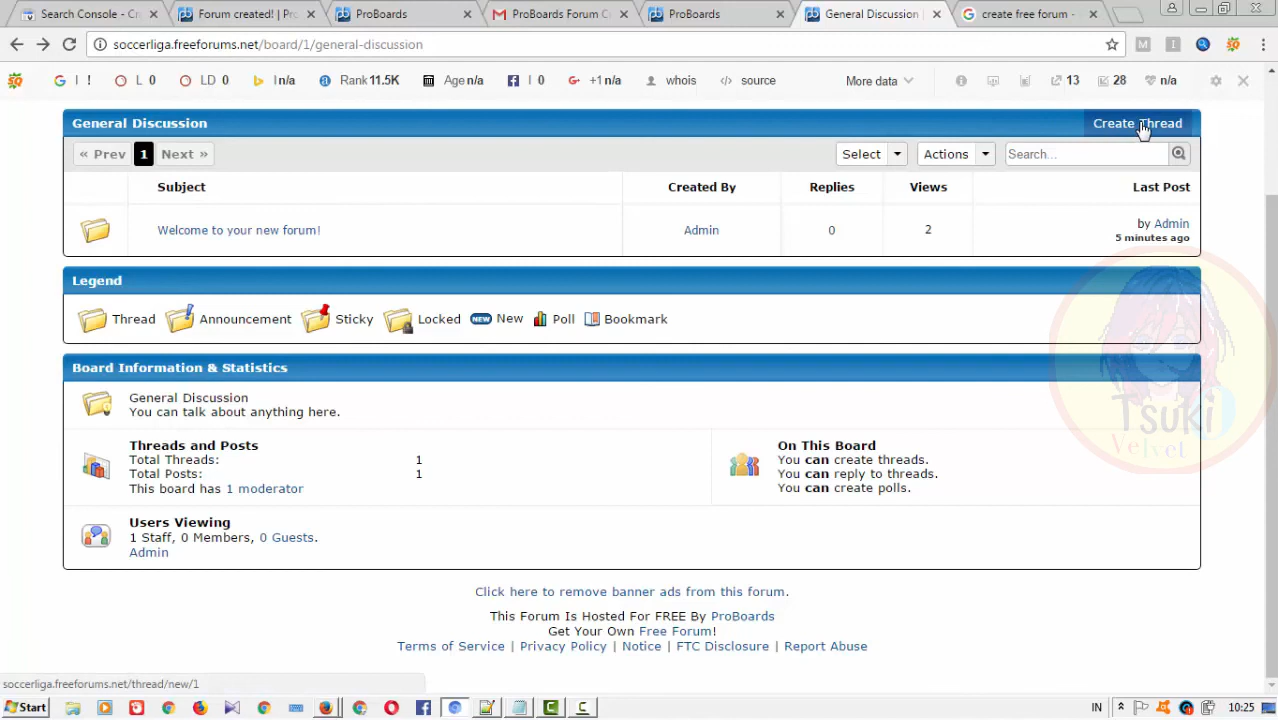 Search Console - C
Forum created! | Pro
ProBoards
ProBoards Forum C
ProBoards
General Discussion |
create free forum -
soccerliga.freeforums.net/board/1/general-discussion
I !
L 0
LD 0
I n/a
Rank 11.5K
Age n/a
I 0
+1 n/a
whois
source
More data
13
28
n/a
General Discussion
Create Thread
« Prev 1 Next »
Select
Actions
Search...
Subject Created By Replies Views Last Post
Welcome to your new forum! Admin 0 2 by Admin
5 minutes ago
Legend
Thread Announcement Sticky Locked NEW New Poll Bookmark
Board Information & Statistics
General Discussion
You can talk about anything here.
Threads and Posts
Total Threads: 1
Total Posts: 1
This board has 1 moderator
On This Board
You can create threads.
You can reply to threads.
You can create polls.
Users Viewing
1 Staff, 0 Members, 0 Guests.
Admin
Click here to remove banner ads from this forum.
This Forum Is Hosted For FREE By ProBoards
Get Your Own Free Forum!
Terms of Service | Privacy Policy | Notice | FTC Disclosure | Report Abuse
Tsuki
Velvet
soccerliga.freeforums.net/thread/new/1
Start
IN
10:25